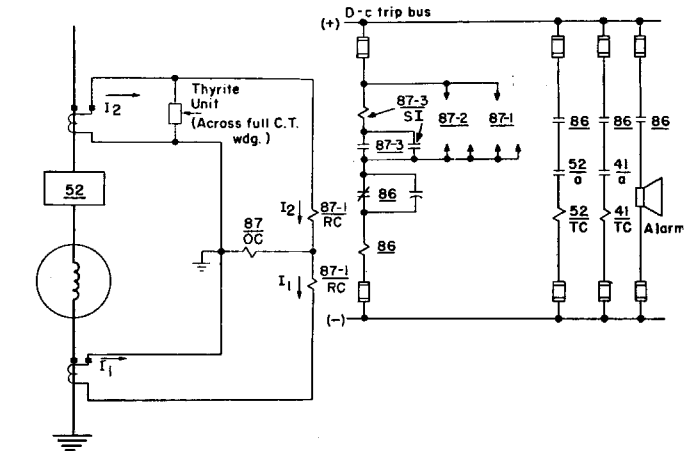 D-c trip bus
(+)
I2
Thyrite
Unit
(Across full C.T.
wdg.)
87-3
SI
87-2
87-1
87-3
86
86
86
86
86
52
52
a
41
a
52
TC
41
TC
Alarm
87
OC
I2
87-1
RC
I1
87-1
RC
(-)
I1